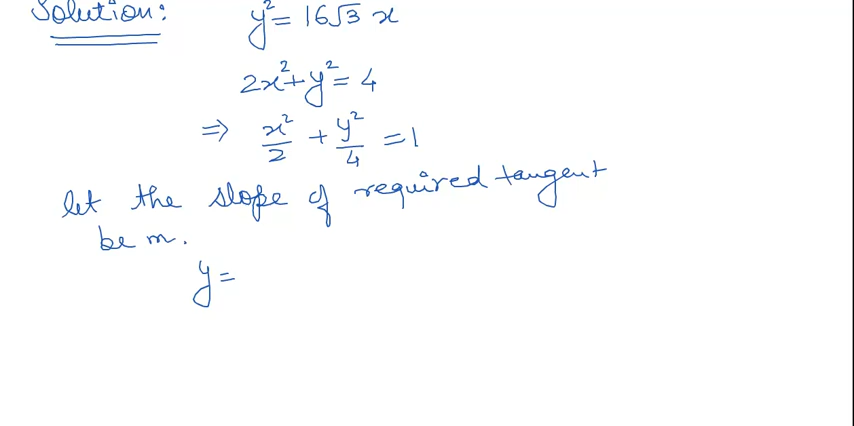 Solution: y² = 16√3 x
2x² + y² = 4
⇒ x²/2 + y²/4 = 1
let the slope of required tangent
be m.
y =